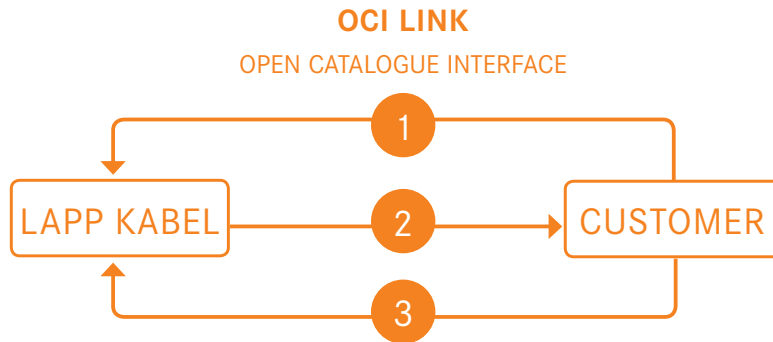 OCI LINK
OPEN CATALOGUE INTERFACE
1
LAPP KABEL
2
CUSTOMER
3